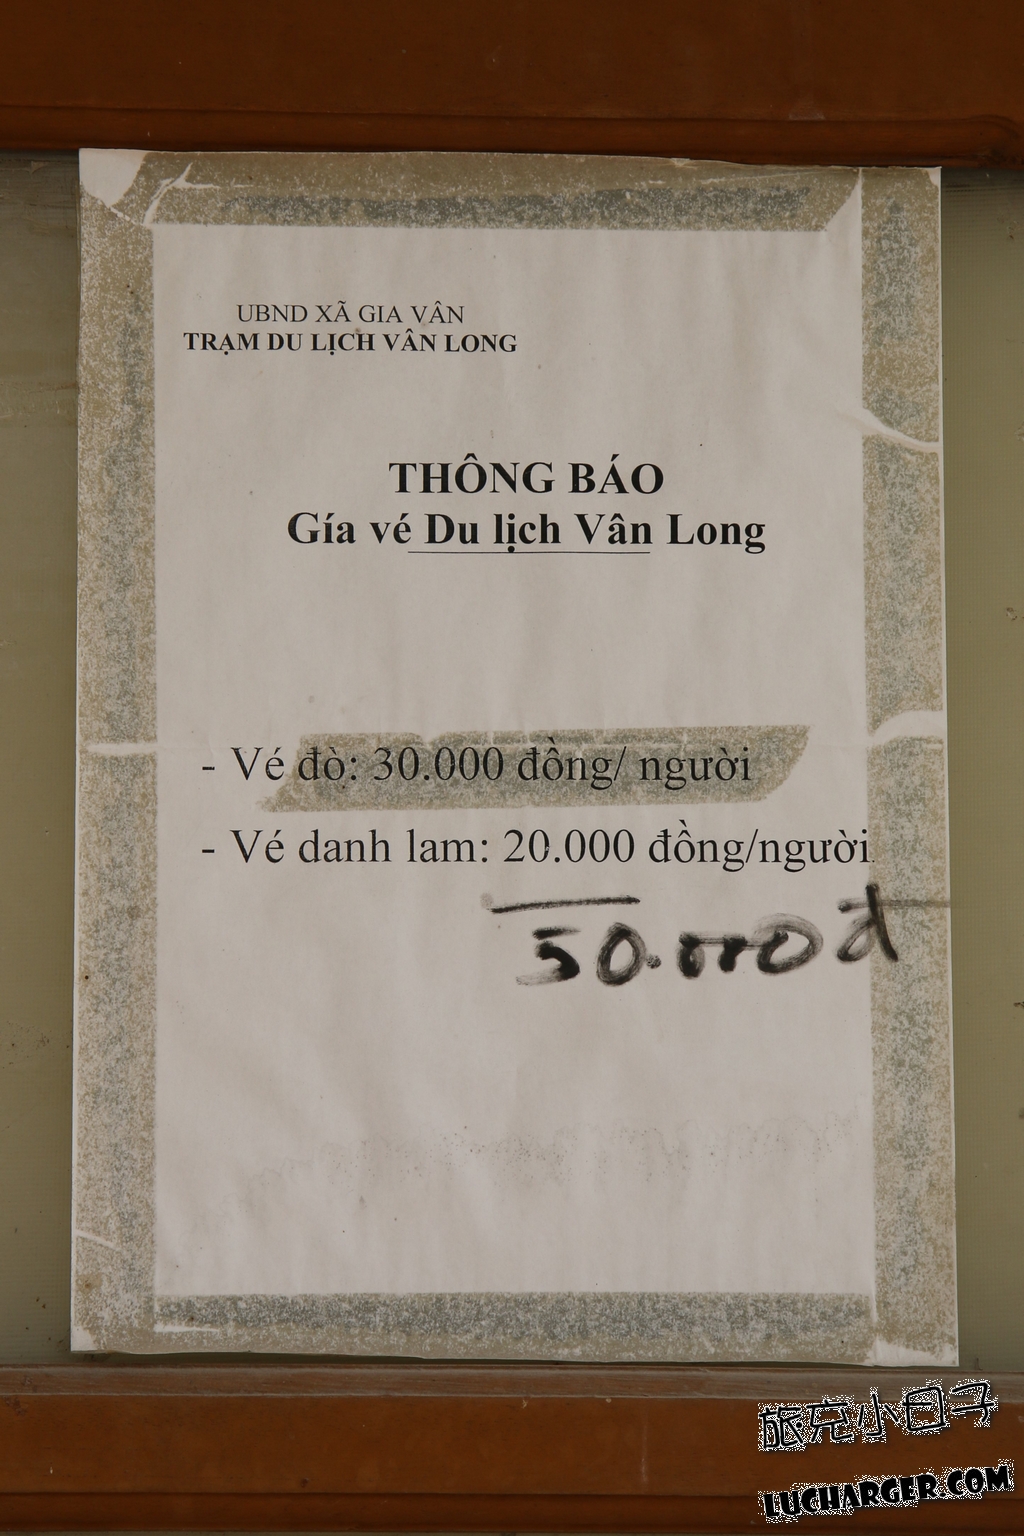 UBND XÃ GIA VÂN
TRẠM DU LỊCH VÂN LONG
THÔNG BÁO
Gía vé Du lịch Vân Long
- Vé đò: 30.000 đồng/ người
- Vé danh lam: 20.000 đồng/người.
50.000đ
旅充小日子
LUCHARGER.COM